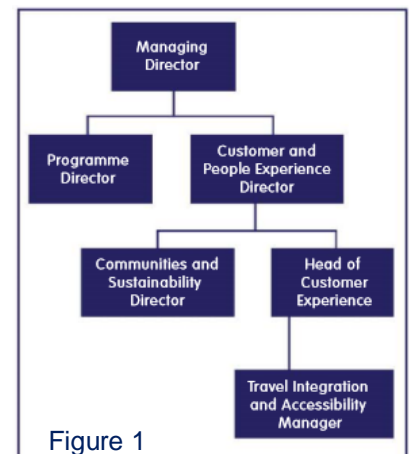 Managing
Director
Programme
Director
Customer and
People Experience
Director
Communities and
Sustainability
Director
Head of
Customer
Experience
Travel Integration
and Accessibility
Manager
Figure 1